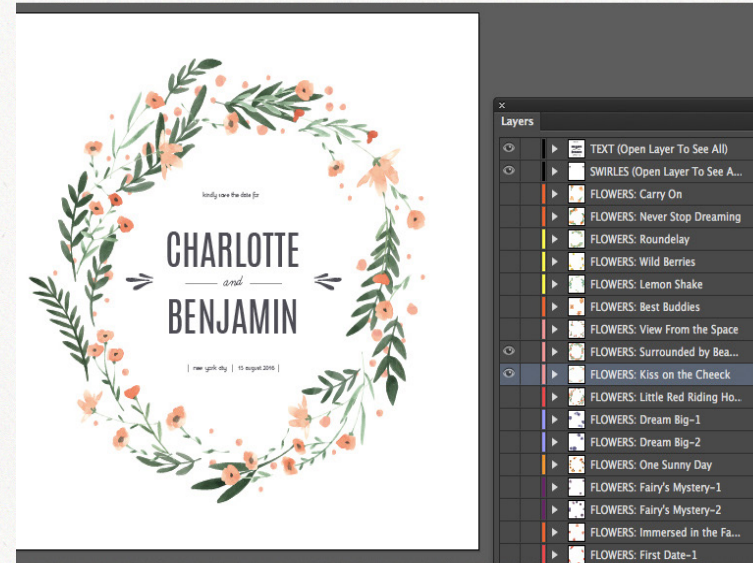 kindly save the date for
CHARLOTTE
and
BENJAMIN
| new york city | 15 august 2016 |
x
Layers
TEXT (Open Layer To See All)
SWIRLES (Open Layer To See A...
FLOWERS: Carry On
FLOWERS: Never Stop Dreaming
FLOWERS: Roundelay
FLOWERS: Wild Berries
FLOWERS: Lemon Shake
FLOWERS: Best Buddies
FLOWERS: View From the Space
FLOWERS: Surrounded by Bea...
FLOWERS: Kiss on the Cheeck
FLOWERS: Little Red Riding Ho...
FLOWERS: Dream Big-1
FLOWERS: Dream Big-2
FLOWERS: One Sunny Day
FLOWERS: Fairy's Mystery-1
FLOWERS: Fairy's Mystery-2
FLOWERS: Immersed in the Fa...
FLOWERS: First Date-1